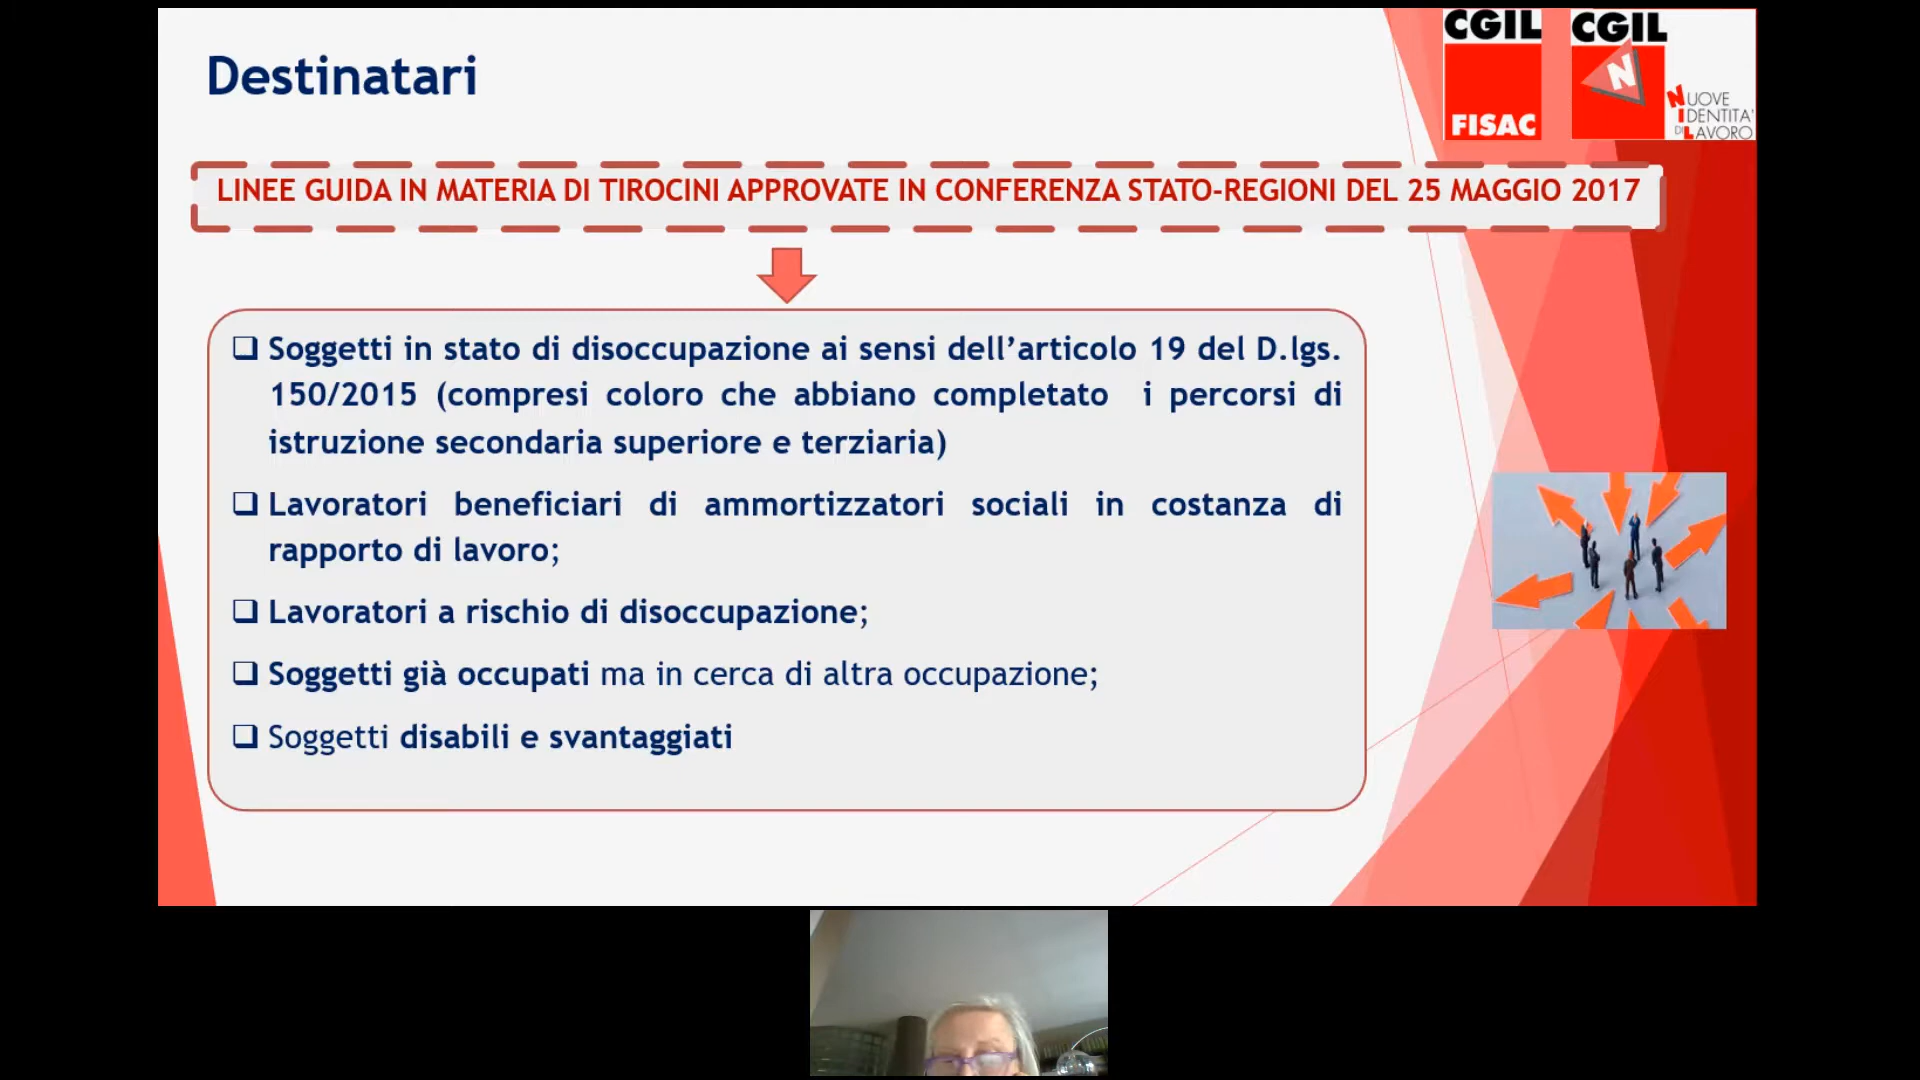 Destinatari
CGIL
FISAC
CGIL
N
NUOVE
IDENTITA'
DI LAVORO
LINEE GUIDA IN MATERIA DI TIROCINI APPROVATE IN CONFERENZA STATO-REGIONI DEL 25 MAGGIO 2017
❑ Soggetti in stato di disoccupazione ai sensi dell’articolo 19 del D.lgs.
150/2015 (compresi coloro che abbiano completato i percorsi di
istruzione secondaria superiore e terziaria)
❑ Lavoratori beneficiari di ammortizzatori sociali in costanza di
rapporto di lavoro;
❑ Lavoratori a rischio di disoccupazione;
❑ Soggetti già occupati ma in cerca di altra occupazione;
❑ Soggetti disabili e svantaggiati